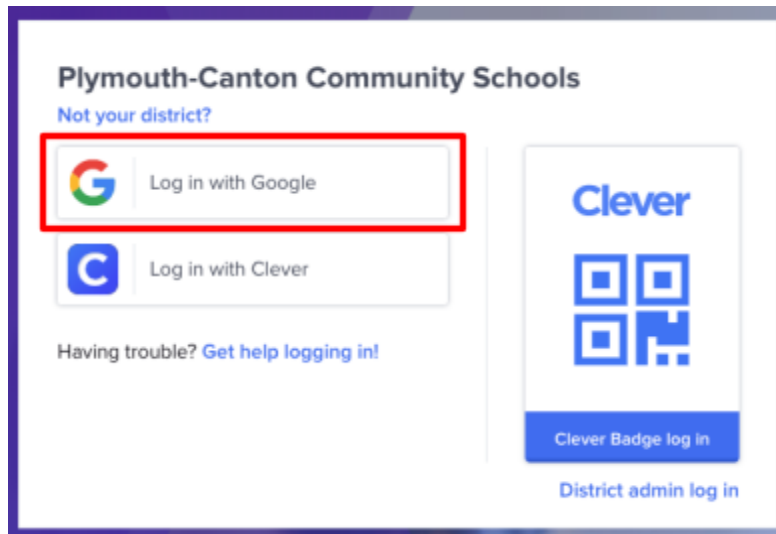 Plymouth-Canton Community Schools
Not your district?
Log in with Google
Log in with Clever
Having trouble? Get help logging in!
Clever
Clever Badge log in
District admin log in